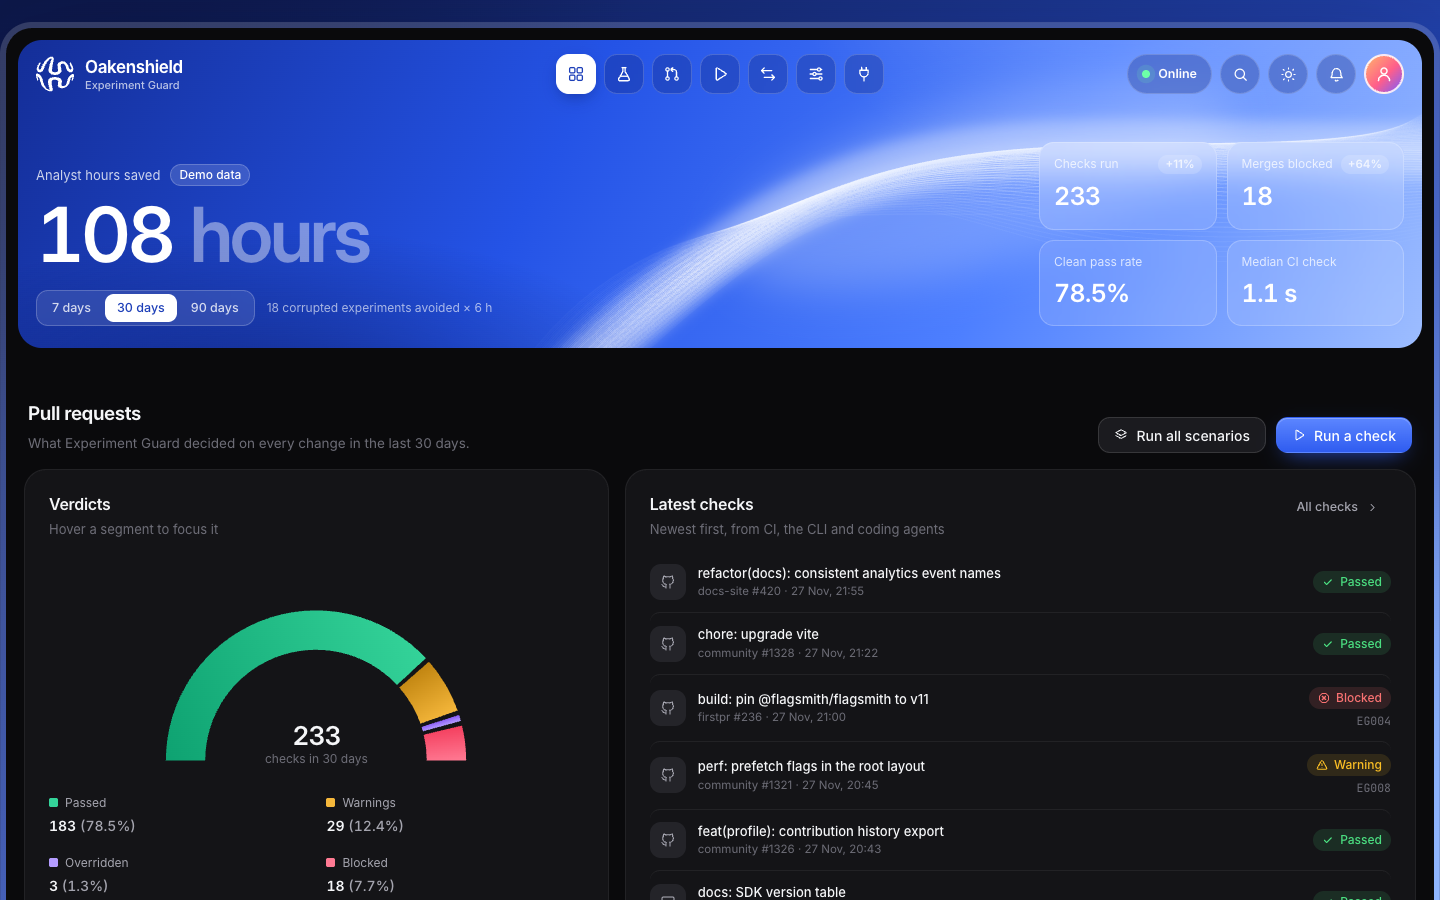 Oakenshield
Experiment Guard
Online
Analyst hours saved
Demo data
108 hours
7 days
30 days
90 days
18 corrupted experiments avoided × 6 h
Checks run
+11%
233
Merges blocked
+64%
18
Clean pass rate
78.5%
Median CI check
1.1 s
Pull requests
What Experiment Guard decided on every change in the last 30 days.
Run all scenarios
Run a check
Verdicts
Hover a segment to focus it
233
checks in 30 days
Passed
183 (78.5%)
Warnings
29 (12.4%)
Overridden
3 (1.3%)
Blocked
18 (7.7%)
Latest checks
Newest first, from CI, the CLI and coding agents
All checks
refactor(docs): consistent analytics event names
docs-site #420 · 27 Nov, 21:55
Passed
chore: upgrade vite
community #1328 · 27 Nov, 21:22
Passed
build: pin @flagsmith/flagsmith to v11
firstpr #236 · 27 Nov, 21:00
Blocked
EG004
perf: prefetch flags in the root layout
community #1321 · 27 Nov, 20:45
Warning
EG008
feat(profile): contribution history export
community #1326 · 27 Nov, 20:43
Passed
docs: SDK version table
Passed